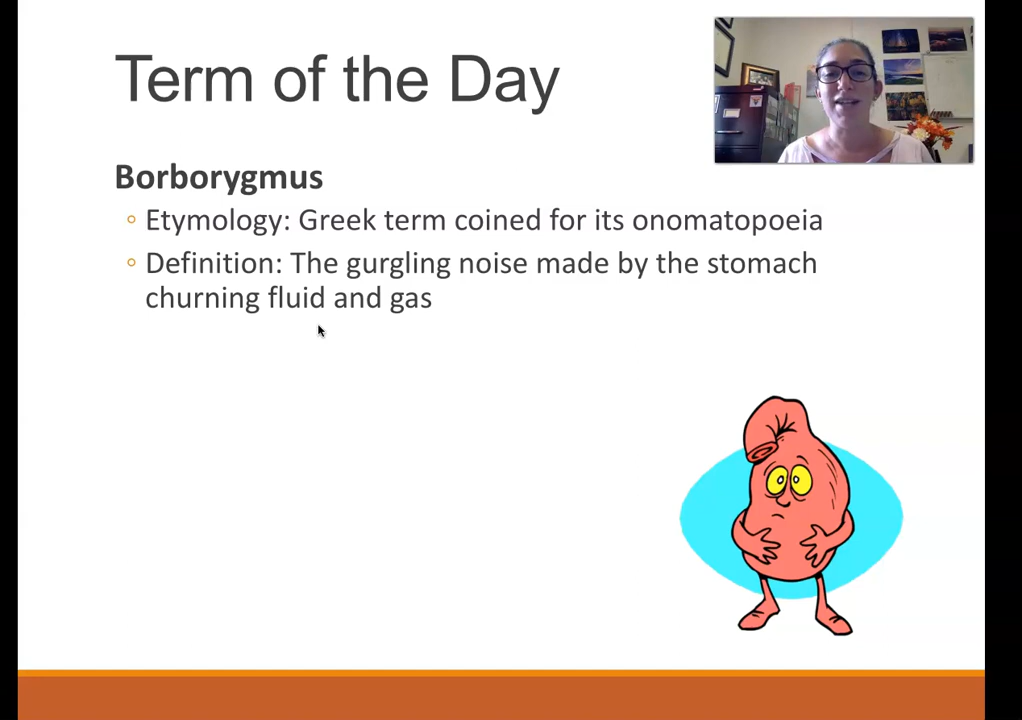 Term of the Day
Borborygmus
◦ Etymology: Greek term coined for its onomatopoeia
◦ Definition: The gurgling noise made by the stomach
churning fluid and gas